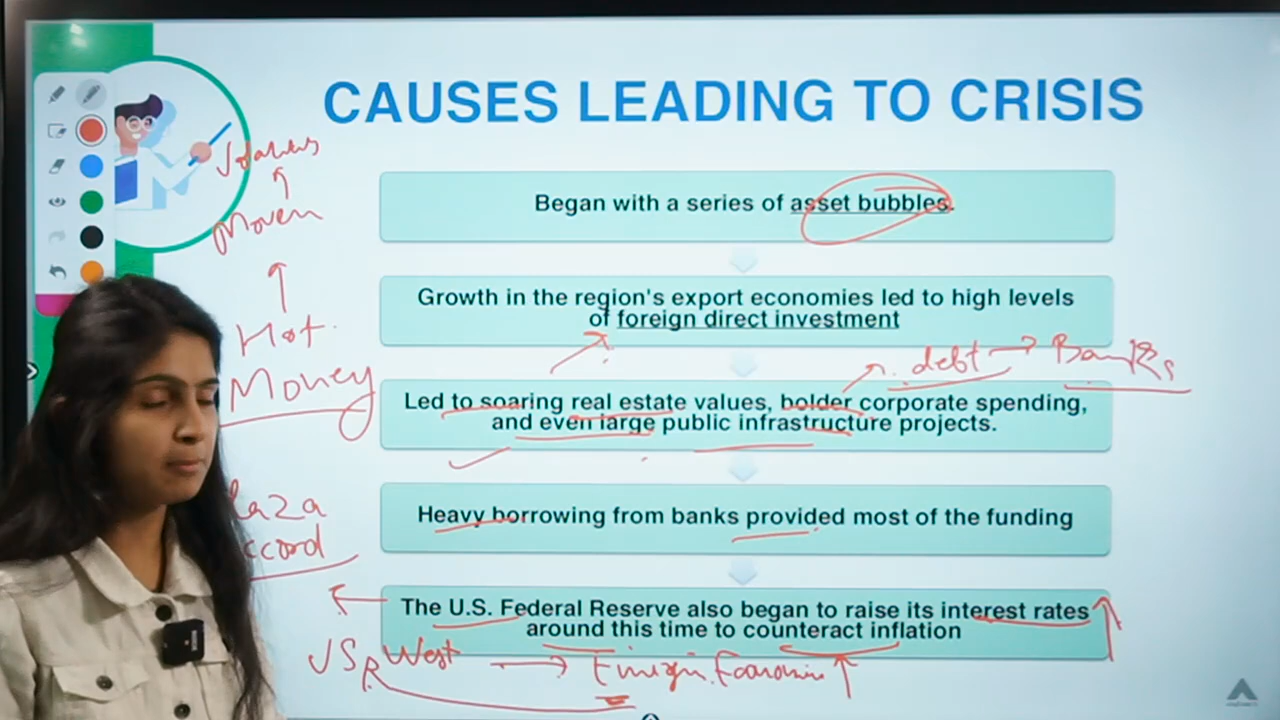 CAUSES LEADING TO CRISIS
Began with a series of asset bubbles.
Growth in the region's export economies led to high levels
of foreign direct investment
debt → Banks
Led to soaring real estate values, bolder corporate spending,
and even large public infrastructure projects.
Heavy borrowing from banks provided most of the funding
The U.S. Federal Reserve also began to raise its interest rates
around this time to counteract inflation
Hot
Money
laza
ccord
US West →